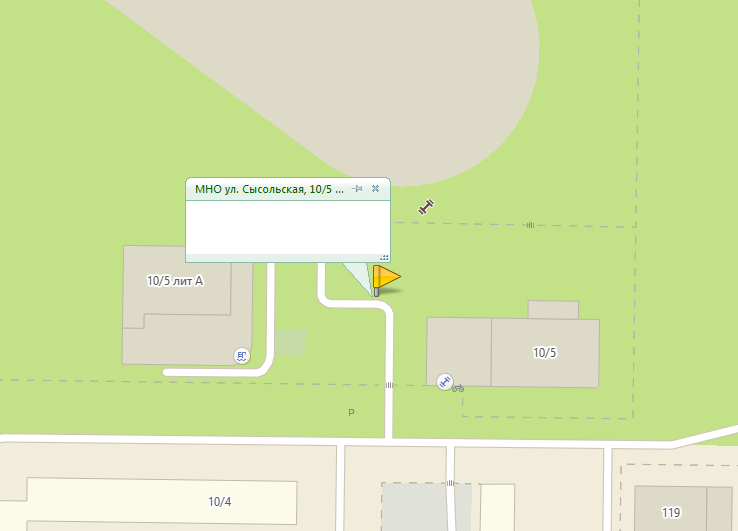 МНО ул. Сысольская, 10/5 ...
10/5 лит А
10/5
P
10/4
119